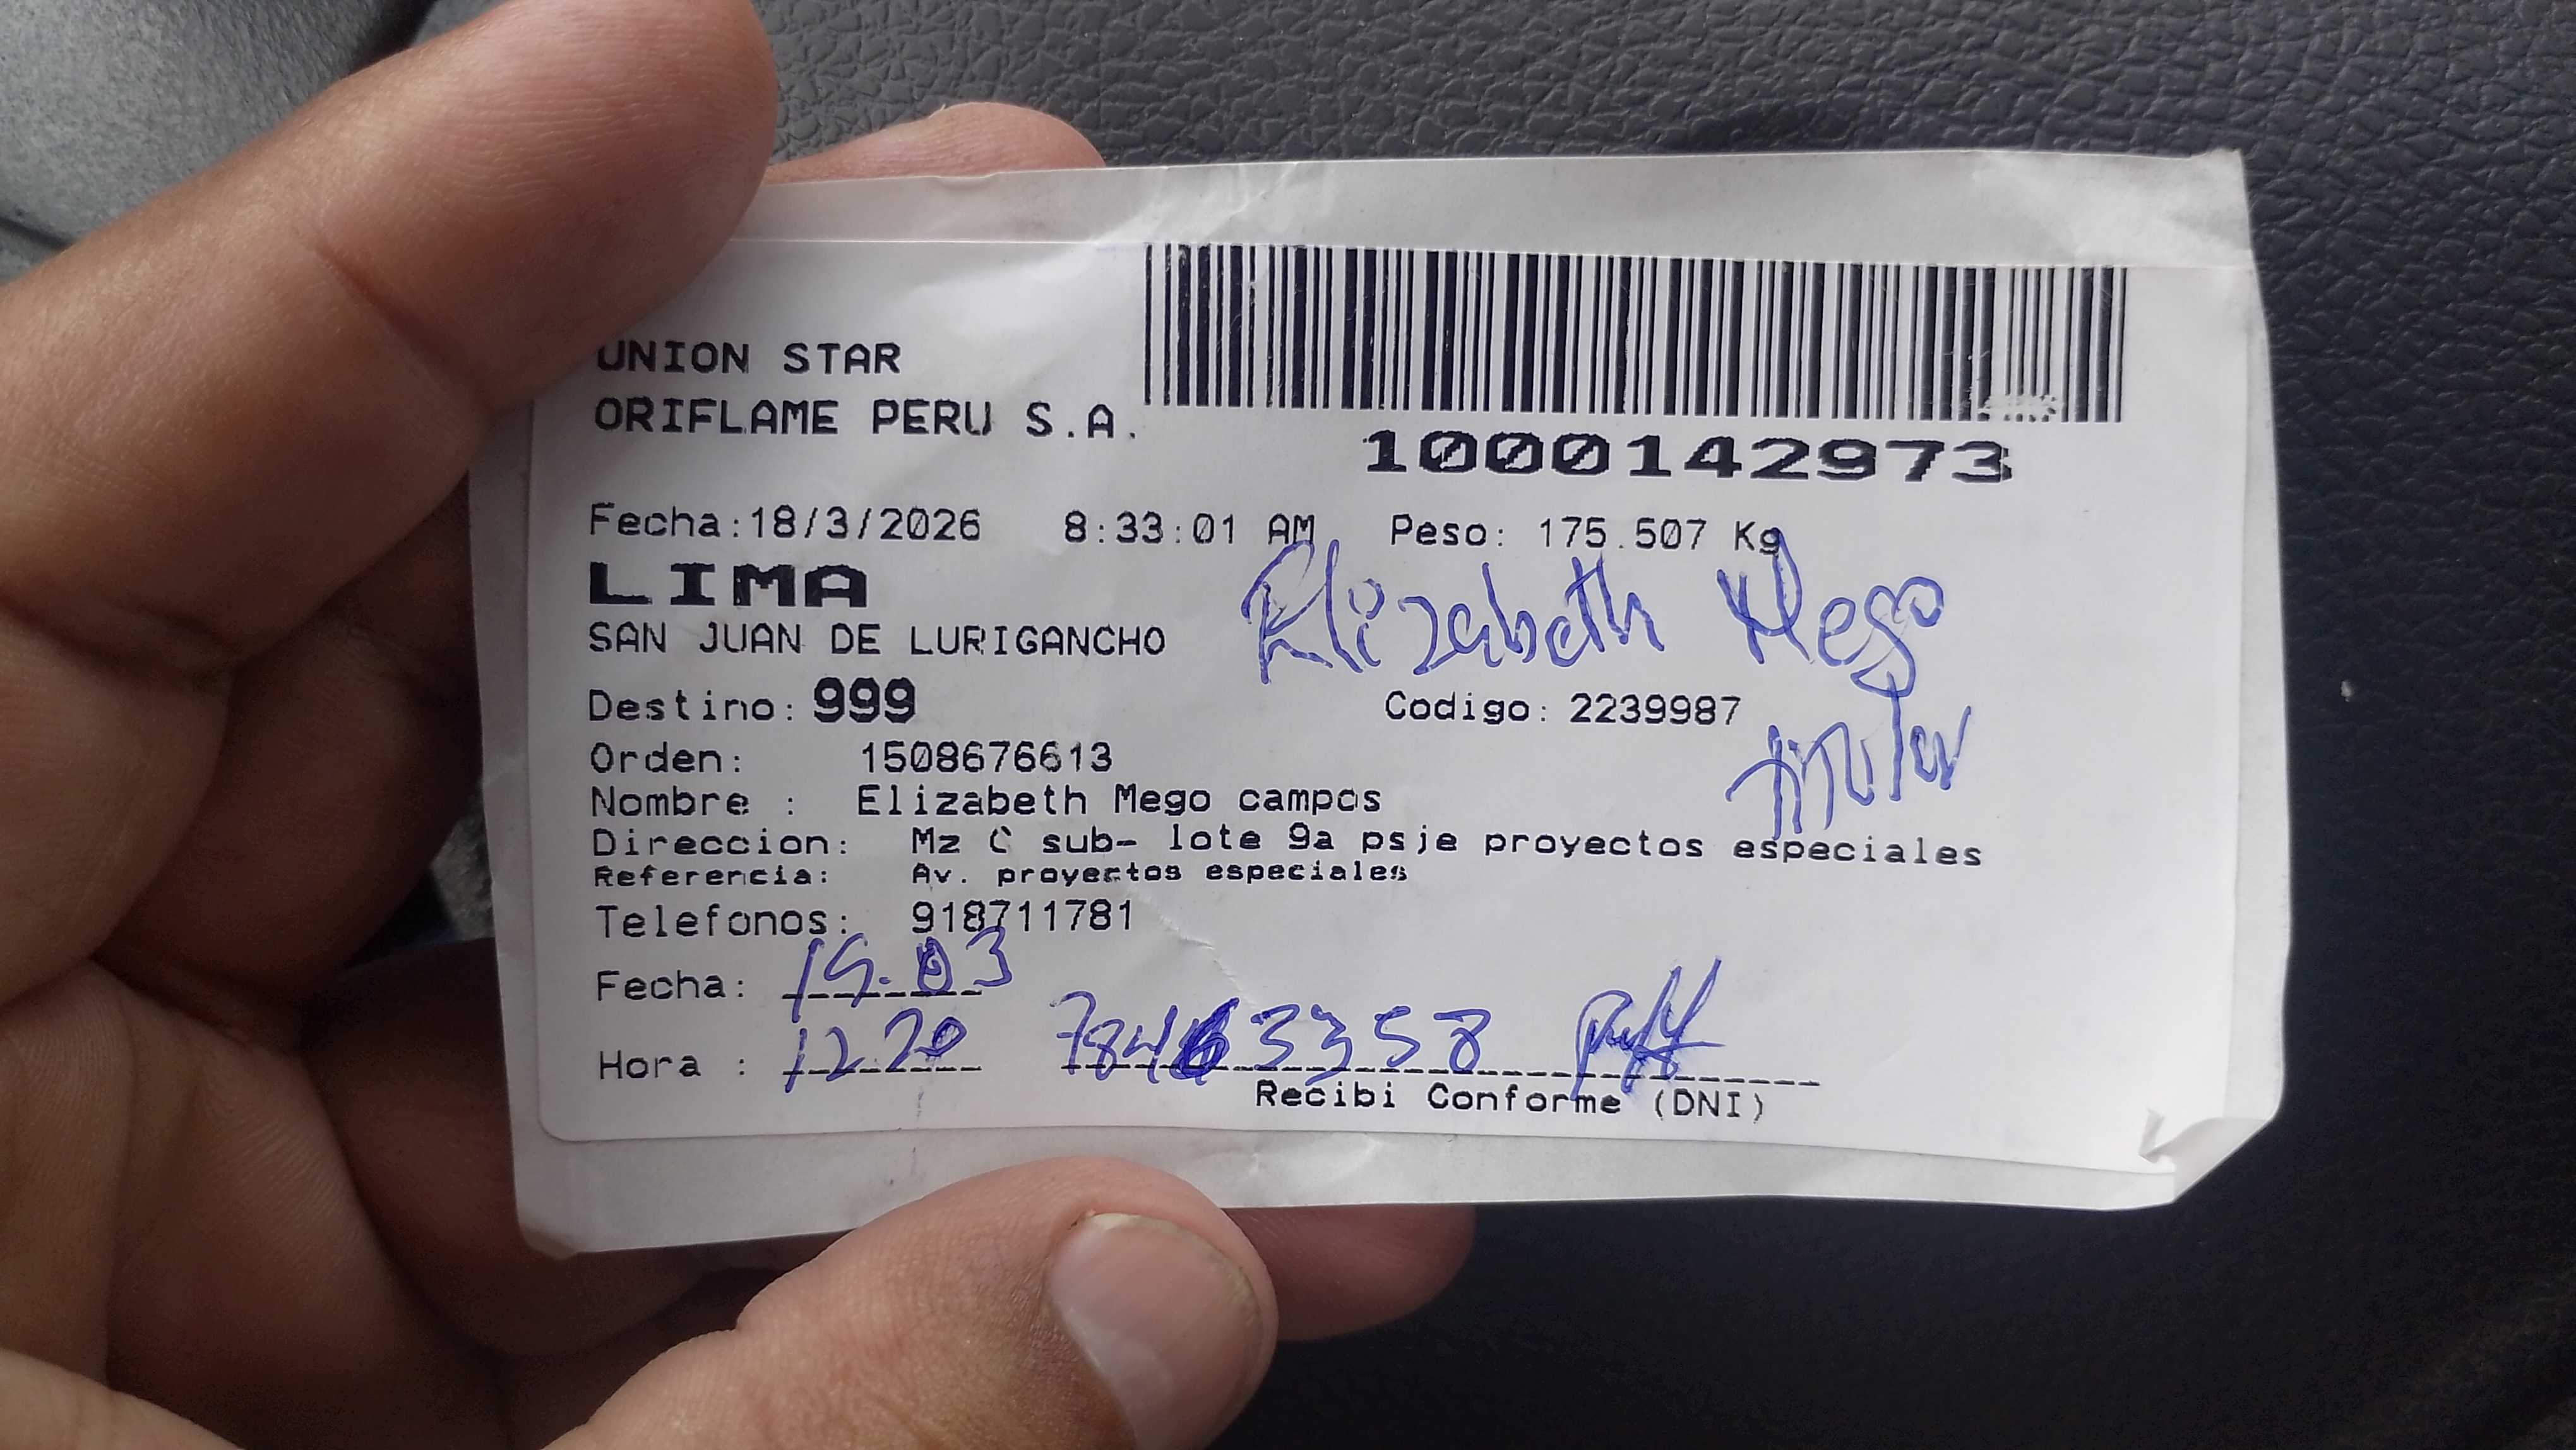 UNION STAR
ORIFLAME PERU S.A.
1000142973
Fecha:18/3/2026 8:33:01 AM Peso: 175.507 Kg
LIMA
Elizabeth Mego
SAN JUAN DE LURIGANCHO
Destino: 999 Codigo: 2239987
titular
Orden: 1508676613
Nombre : Elizabeth Mego campos
Direccion: Mz C sub- lote 9a psje proyectos especiales
Referencia: Av. proyectos especiales
Telefonos: 918711781
Fecha: 19.03
Hora : 12.20 78463358
Recibi Conforme (DNI)